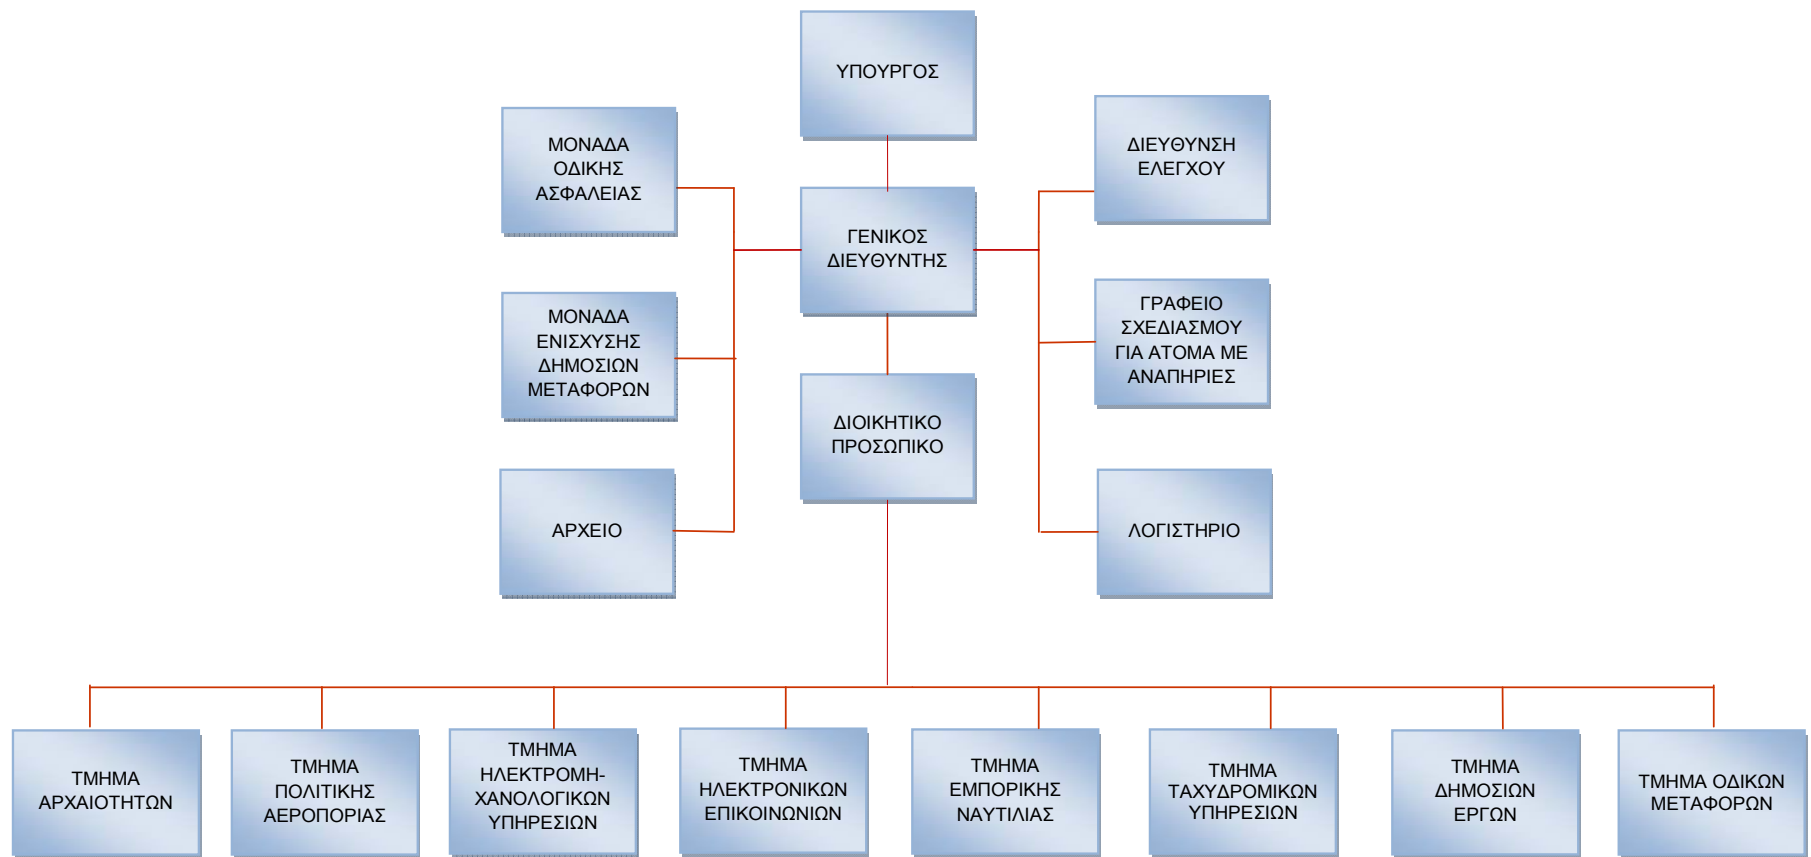 ΥΠΟΥΡΓΟΣ
ΜΟΝΑΔΑ
ΟΔΙΚΗΣ
ΑΣΦΑΛΕΙΑΣ
ΔΙΕΥΘΥΝΣΗ
ΕΛΕΓΧΟΥ
ΓΕΝΙΚΟΣ
ΔΙΕΥΘΥΝΤΗΣ
ΜΟΝΑΔΑ
ΕΝΙΣΧΥΣΗΣ
ΔΗΜΟΣΙΩΝ
ΜΕΤΑΦΟΡΩΝ
ΓΡΑΦΕΙΟ
ΣΧΕΔΙΑΣΜΟΥ
ΓΙΑ ΑΤΟΜΑ ΜΕ
ΑΝΑΠΗΡΙΕΣ
ΔΙΟΙΚΗΤΙΚΟ
ΠΡΟΣΩΠΙΚΟ
ΑΡΧΕΙΟ
ΛΟΓΙΣΤΗΡΙΟ
ΤΜΗΜΑ
ΑΡΧΑΙΟΤΗΤΩΝ
ΤΜΗΜΑ
ΠΟΛΙΤΙΚΗΣ
ΑΕΡΟΠΟΡΙΑΣ
ΤΜΗΜΑ
ΗΛΕΚΤΡΟΜΗ-
ΧΑΝΟΛΟΓΙΚΩΝ
ΥΠΗΡΕΣΙΩΝ
ΤΜΗΜΑ
ΗΛΕΚΤΡΟΝΙΚΩΝ
ΕΠΙΚΟΙΝΩΝΙΩΝ
ΤΜΗΜΑ
ΕΜΠΟΡΙΚΗΣ
ΝΑΥΤΙΛΙΑΣ
ΤΜΗΜΑ
ΤΑΧΥΔΡΟΜΙΚΩΝ
ΥΠΗΡΕΣΙΩΝ
ΤΜΗΜΑ
ΔΗΜΟΣΙΩΝ
ΕΡΓΩΝ
ΤΜΗΜΑ ΟΔΙΚΩΝ
ΜΕΤΑΦΟΡΩΝ